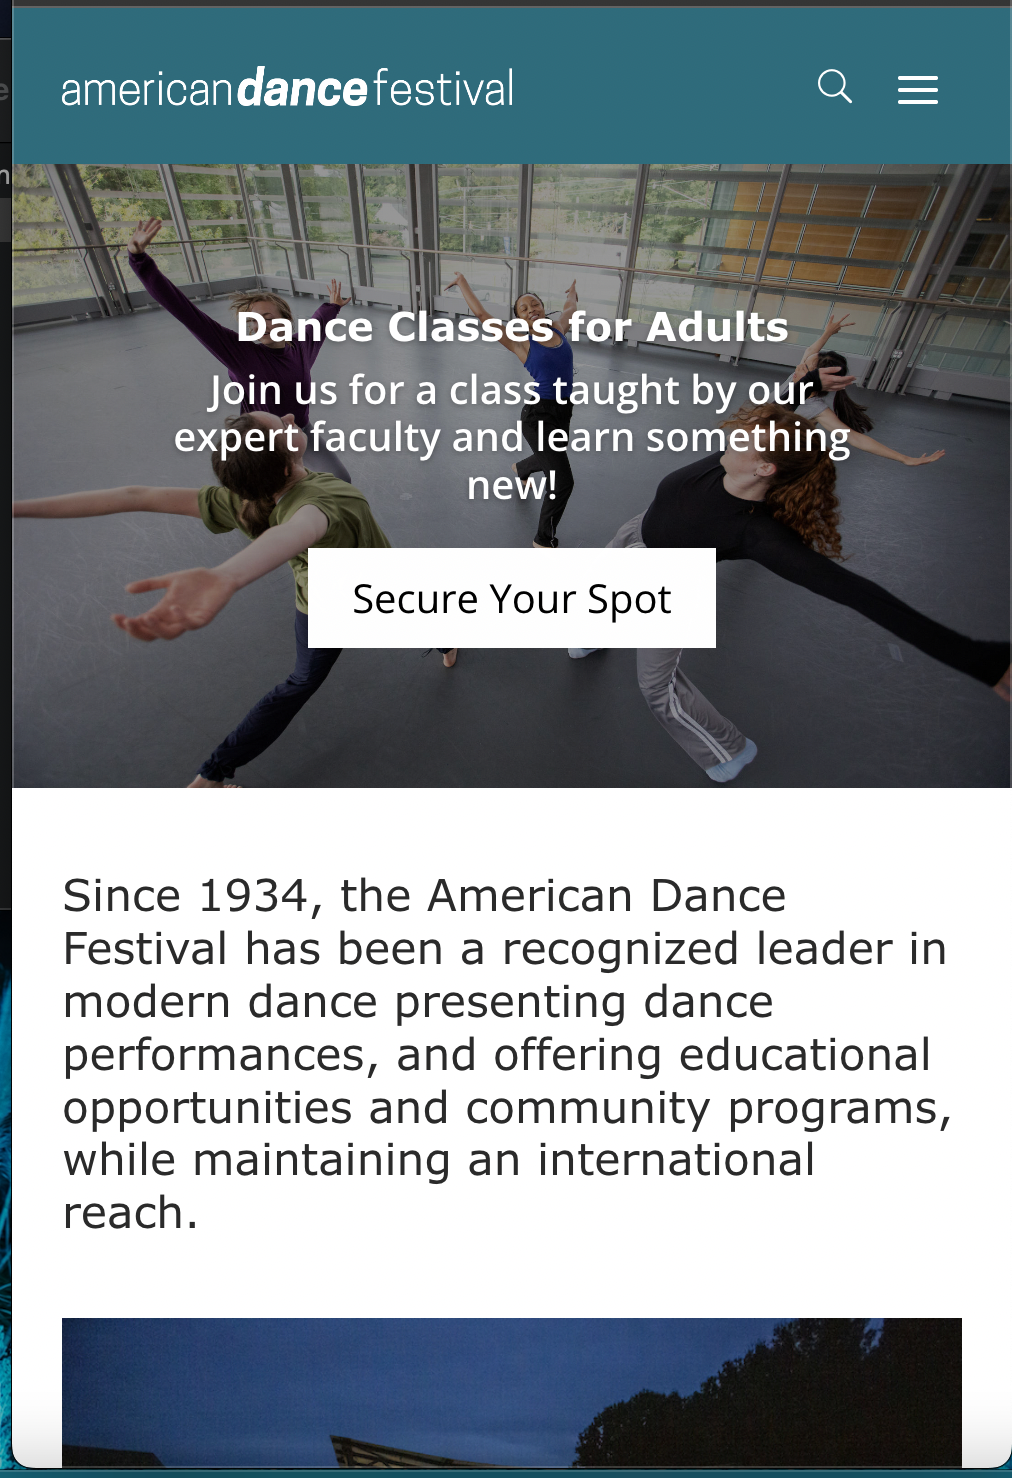 americandancefestival
Dance Classes for Adults
Join us for a class taught by our
expert faculty and learn something
new!
Secure Your Spot
Since 1934, the American Dance
Festival has been a recognized leader in
modern dance presenting dance
performances, and offering educational
opportunities and community programs,
while maintaining an international
reach.